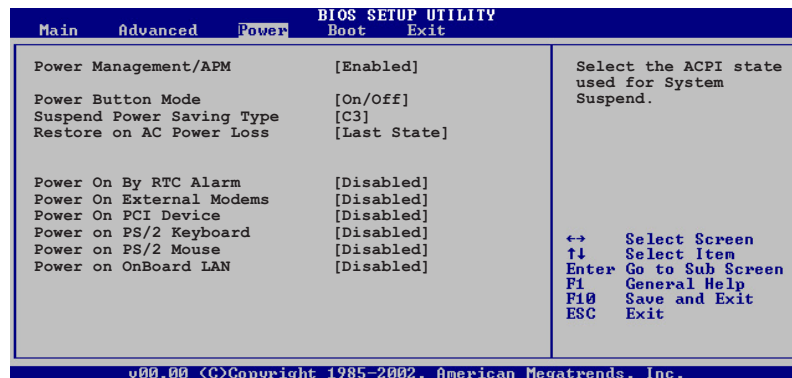 BIOS SETUP UTILITY
Main Advanced Power Boot Exit
Power Management/APM [Enabled]
Power Button Mode [On/Off]
Suspend Power Saving Type [C3]
Restore on AC Power Loss [Last State]
Power On By RTC Alarm [Disabled]
Power On External Modems [Disabled]
Power On PCI Device [Disabled]
Power on PS/2 Keyboard [Disabled]
Power on PS/2 Mouse [Disabled]
Power on OnBoard LAN [Disabled]
Select the ACPI state
used for System
Suspend.
↔ Select Screen
↑↓ Select Item
Enter Go to Sub Screen
F1 General Help
F10 Save and Exit
ESC Exit
v00.00 (C)Copyright 1985-2002, American Megatrends, Inc.